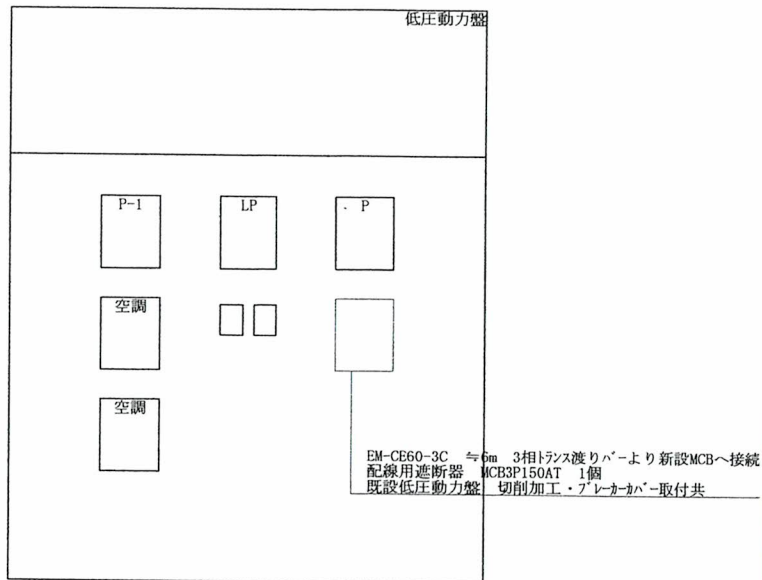 低圧動力盤
P-1
LP
P
空調
空調
EM-CE60-3C ≒6m 3相ﾄﾗﾝｽ渡りﾊﾞｰより新設MCBへ接続
配線用遮断器 MCB3P150AT 1個
既設低圧動力盤 切削加工・ﾌﾞﾚｰｶｰｶﾊﾞｰ取付共